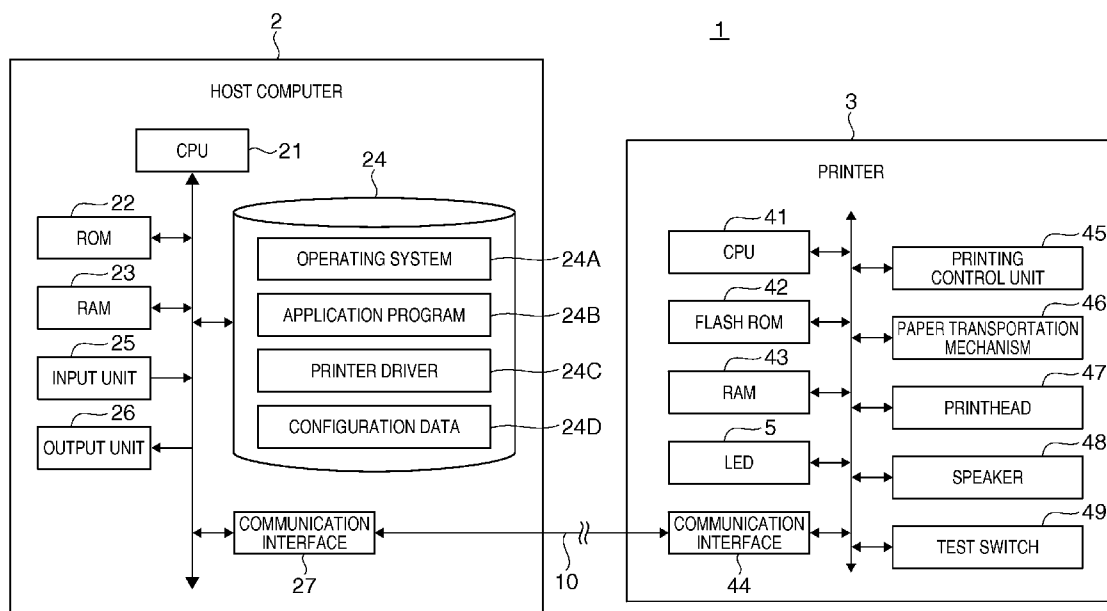 1
2
HOST COMPUTER
CPU
21
22
ROM
23
RAM
25
INPUT UNIT
26
OUTPUT UNIT
24
OPERATING SYSTEM
24A
APPLICATION PROGRAM
24B
PRINTER DRIVER
24C
CONFIGURATION DATA
24D
COMMUNICATION
INTERFACE
27
10
3
PRINTER
41
CPU
42
FLASH ROM
43
RAM
5
LED
COMMUNICATION
INTERFACE
44
45
PRINTING
CONTROL UNIT
46
PAPER TRANSPORTATION
MECHANISM
47
PRINTHEAD
48
SPEAKER
49
TEST SWITCH